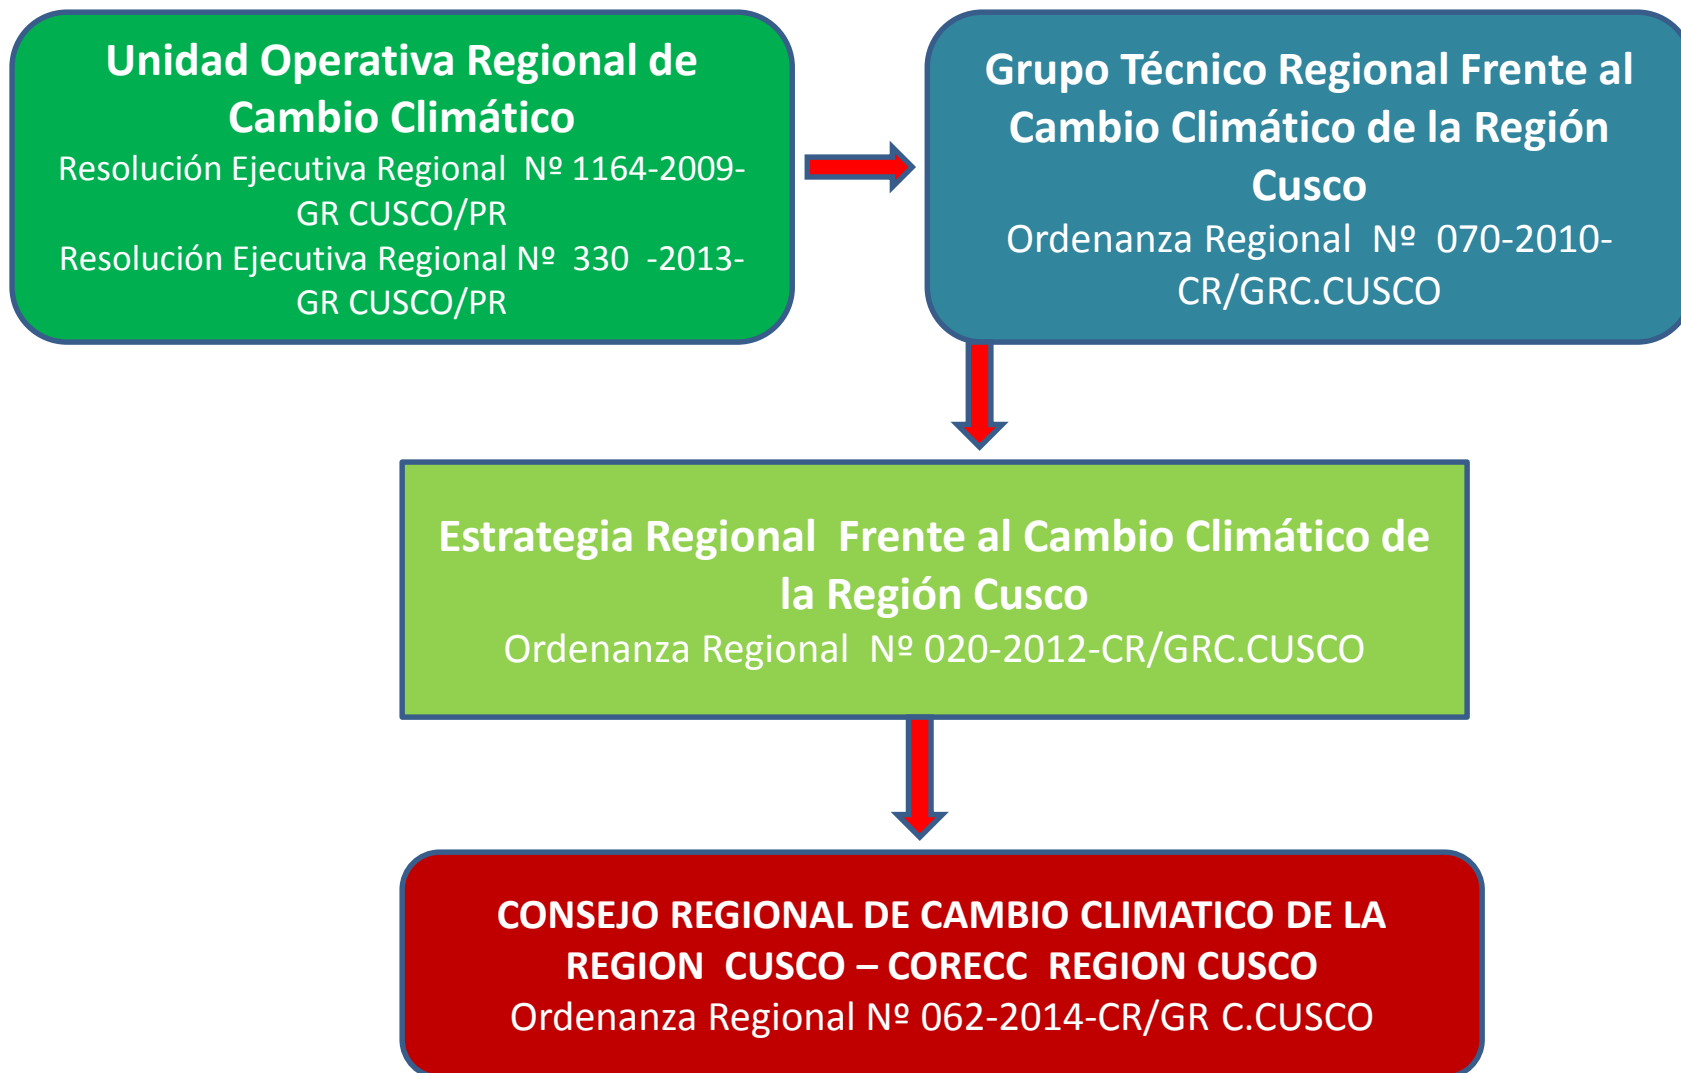 Unidad Operativa Regional de
Cambio Climático
Resolución Ejecutiva Regional  Nº 1164-2009-
GR CUSCO/PR
Resolución Ejecutiva Regional Nº  330  -2013-
GR CUSCO/PR
Grupo Técnico Regional Frente al
Cambio Climático de la Región
Cusco
Ordenanza Regional  Nº  070-2010-
CR/GRC.CUSCO
Estrategia Regional  Frente al Cambio Climático de
la Región Cusco
Ordenanza Regional  Nº 020-2012-CR/GRC.CUSCO
CONSEJO REGIONAL DE CAMBIO CLIMATICO DE LA
REGION  CUSCO – CORECC  REGION CUSCO
Ordenanza Regional Nº 062-2014-CR/GR C.CUSCO